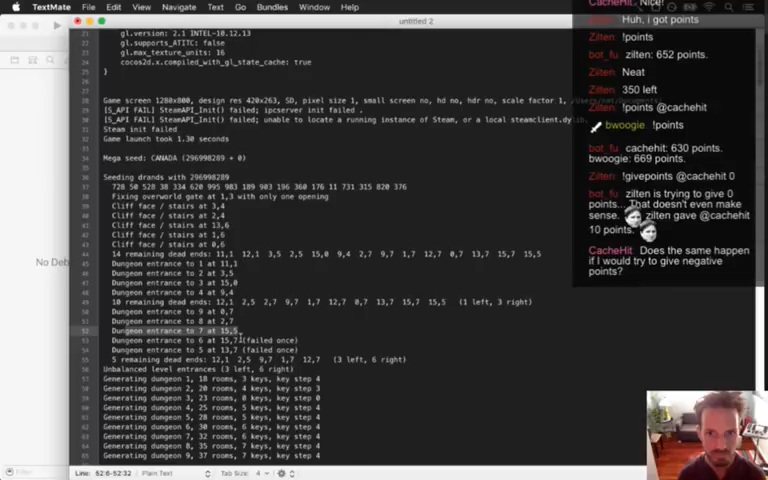 TextMate File Edit View Navigate Text Go Bundles Window Help
untitled 2
gl.version: 2.1 INTEL-10.12.13
gl.supports_ATITC: false
gl.max_texture_units: 16
cocos2d.x.compiled_with_gl_state_cache: true
}
Game screen 1280x800, design res 420x263, SD, pixel size 1, small screen no, hd no, hdr no, scale factor 1,
[S_API FAIL] SteamAPI_Init() failed; ipcserver init failed .
[S_API FAIL] SteamAPI_Init() failed; unable to locate a running instance of Steam, or a local steamclient.dylib.
Steam init failed
Game launch took 1.30 seconds
Mega seed: CANADA (296998289 + 0)
Seeding drands with 296998289
728 50 528 38 334 620 995 983 189 903 196 360 176 11 731 315 820 376
Fixing overworld gate at 1,3 with only one opening
Cliff face / stairs at 3,4
Cliff face / stairs at 2,4
Cliff face / stairs at 13,6
Cliff face / stairs at 1,6
Cliff face / stairs at 0,6
14 remaining dead ends: 11,1 12,1 3,5 2,5 15,0 9,4 2,7 9,7 1,7 12,7 0,7 13,7 15,7 15,5
Dungeon entrance to 1 at 11,1
Dungeon entrance to 2 at 3,5
Dungeon entrance to 3 at 15,0
Dungeon entrance to 4 at 9,4
10 remaining dead ends: 12,1 2,5 2,7 9,7 1,7 12,7 0,7 13,7 15,7 15,5 (1 left, 3 right)
Dungeon entrance to 9 at 0,7
Dungeon entrance to 8 at 2,7
Dungeon entrance to 7 at 15,5
Dungeon entrance to 6 at 15,7 (failed once)
Dungeon entrance to 5 at 13,7 (failed once)
5 remaining dead ends: 12,1 2,5 9,7 1,7 12,7 (3 left, 6 right)
Unbalanced level entrances (3 left, 6 right)
Generating dungeon 1, 18 rooms, 3 keys, key step 4
Generating dungeon 2, 20 rooms, 4 keys, key step 3
Generating dungeon 3, 23 rooms, 0 keys, key step 0
Generating dungeon 4, 25 rooms, 5 keys, key step 4
Generating dungeon 5, 28 rooms, 5 keys, key step 4
Generating dungeon 6, 30 rooms, 6 keys, key step 4
Generating dungeon 7, 32 rooms, 6 keys, key step 4
Generating dungeon 8, 35 rooms, 7 keys, key step 4
Generating dungeon 9, 37 rooms, 7 keys, key step 4
Line: 52:6-52:32 Plain Text Tab Size: 4
No Deb
Filter
CacheHit: Nice!
Zilten: Huh, i got points
Zilten: !points
bot_fu: zilten: 652 points.
Zilten: Neat
Zilten: 350 left
Zilten: !points @cachehit
bwoogie: !points
bot_fu: cachehit: 630 points.
bwoogie: 669 points.
Zilten: !givepoints @cachehit 0
bot_fu: zilten is trying to give 0
points... That doesn't even make
sense. zilten gave @cachehit
10 points.
CacheHit: Does the same happen
if I would try to give negative
points?